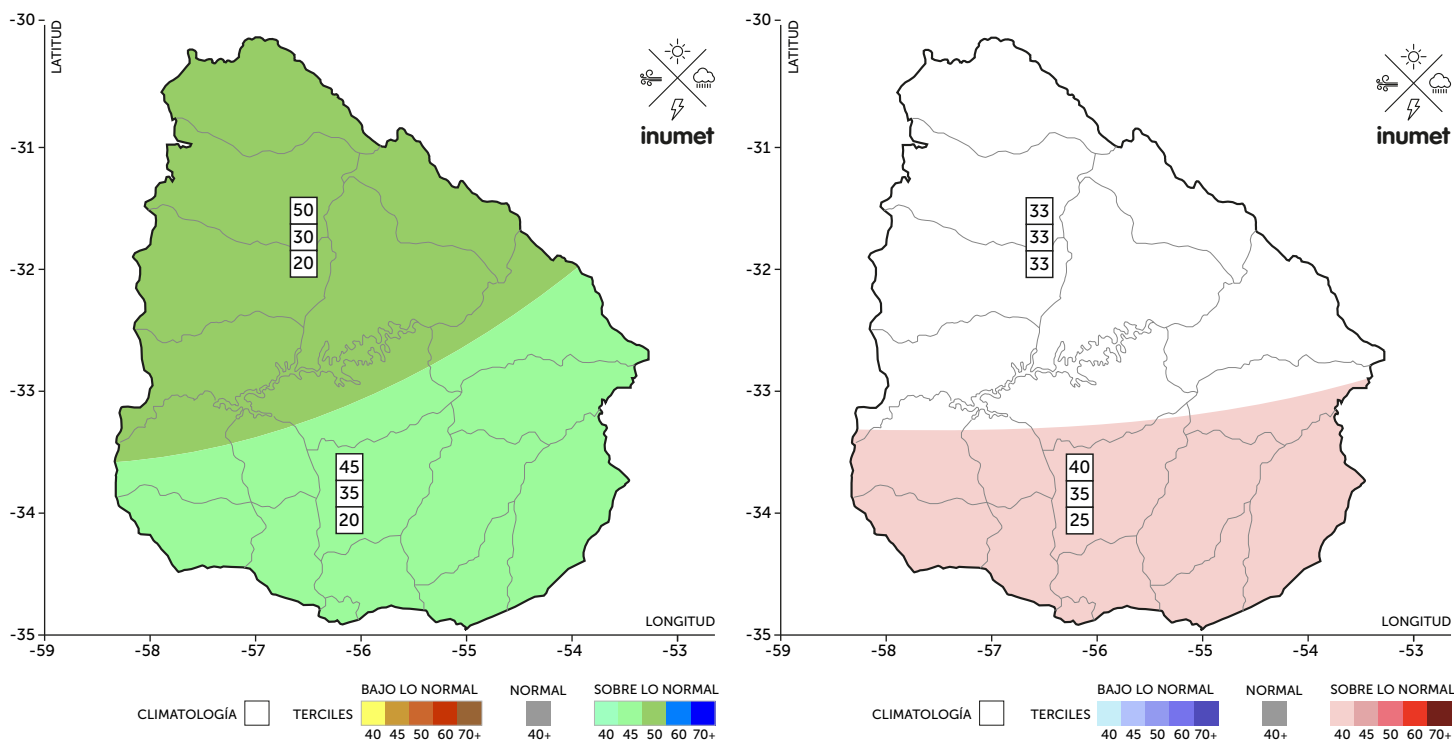 -30
LATITUD
inumet
-31
50
30
20
-32
-33
45
35
20
-34
LONGITUD
-35
-59 -58 -57 -56 -55 -54 -53
CLIMATOLOGÍA TERCILES BAJO LO NORMAL NORMAL SOBRE LO NORMAL
40 45 50 60 70+ 40+ 40 45 50 60 70+
-30
LATITUD
inumet
-31
33
33
33
-32
-33
40
35
25
-34
LONGITUD
-35
-59 -58 -57 -56 -55 -54 -53
CLIMATOLOGÍA TERCILES BAJO LO NORMAL NORMAL SOBRE LO NORMAL
40 45 50 60 70+ 40+ 40 45 50 60 70+